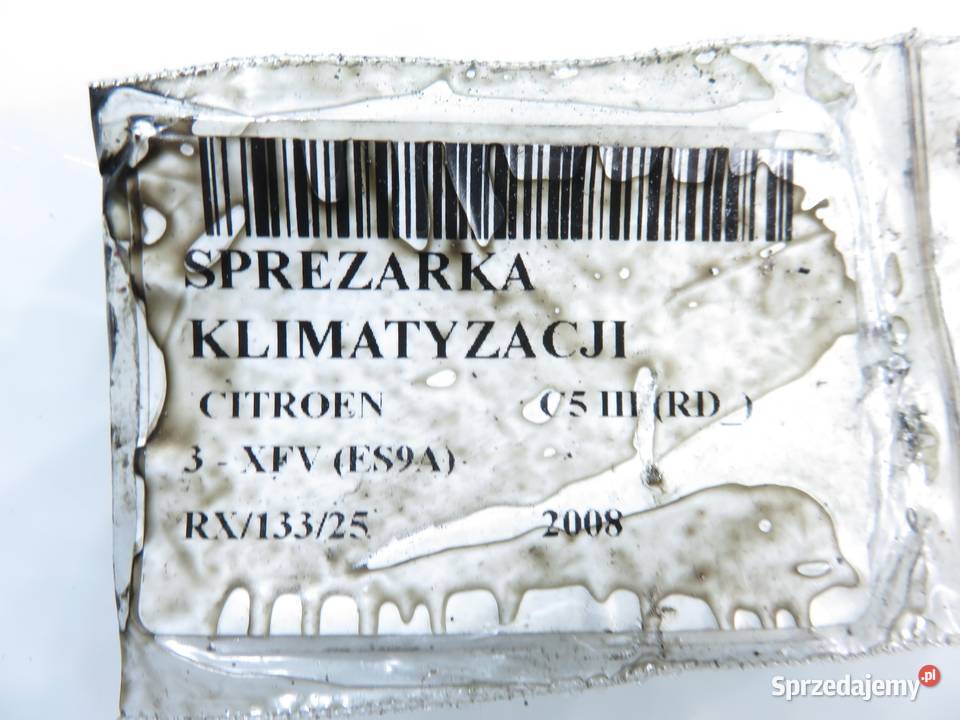 SPREZARKA
KLIMATYZACJI
CITROEN C5 III (RD_)
3 - XFV (ES9A)
RX/133/25 2008
Sprzedajemy.pl